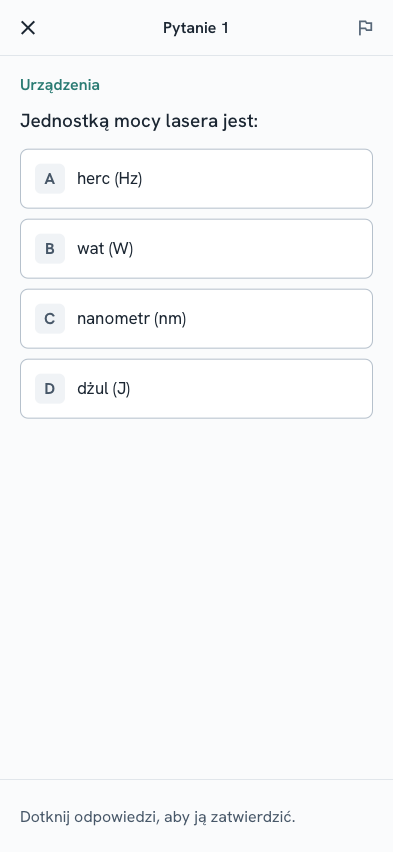 Pytanie 1
Urządzenia
Jednostką mocy lasera jest:
A herc (Hz)
B wat (W)
C nanometr (nm)
D dżul (J)
Dotknij odpowiedzi, aby ją zatwierdzić.